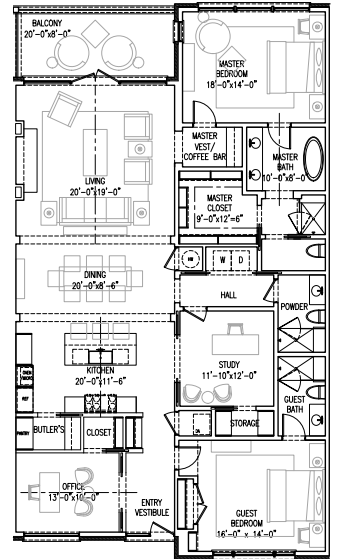 BALCONY
20'-0"x8'-0"
MASTER
BEDROOM
18'-0"x14'-0"
MASTER
VEST/
COFFEE BAR
MASTER
BATH
10'-0"x8'-0"
LIVING
20'-0"x19'-0"
MASTER
CLOSET
9'-0"x12'-6"
W D
DINING
20'-0"x8'-6"
HALL
POWDER
KITCHEN
20'-0"x11'-6"
STUDY
11'-10"x12'-0"
REF
GUEST
BATH
PANTRY
BUTLER'S
CLOSET
STORAGE
OFFICE
13'-0"x10'-0"
ENTRY
VESTIBULE
GUEST
BEDROOM
16'-0" x 14'-0"